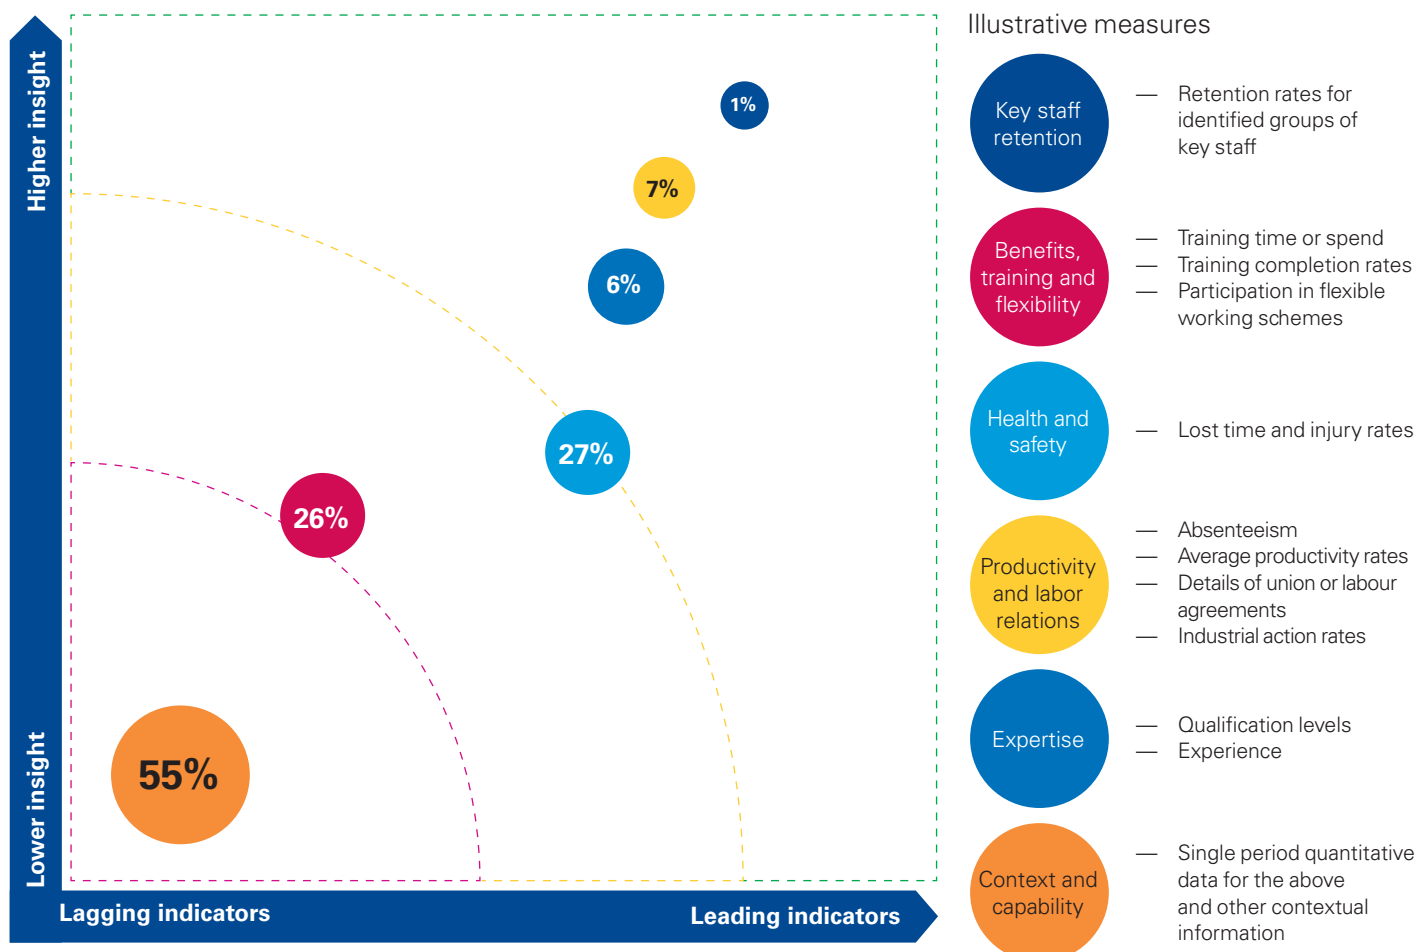 Higher insight
Lower insight
1%
7%
6%
27%
26%
55%
Lagging indicators
Leading indicators
Illustrative measures
Key staff
retention
— Retention rates for
identified groups of
key staff
Benefits,
training and
flexibility
— Training time or spend
— Training completion rates
— Participation in flexible
working schemes
Health and
safety
— Lost time and injury rates
Productivity
and labor
relations
— Absenteeism
— Average productivity rates
— Details of union or labour
agreements
— Industrial action rates
Expertise
— Qualification levels
— Experience
Context and
capability
— Single period quantitative
data for the above
and other contextual
information